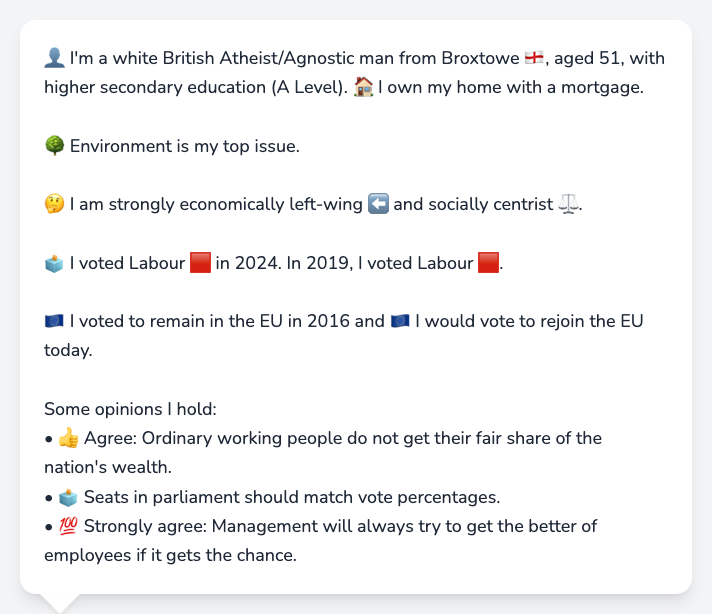 👤 I'm a white British Atheist/Agnostic man from Broxtowe 🏴󠁧󠁢󠁥󠁮󠁧󠁿, aged 51, with
higher secondary education (A Level). 🏠 I own my home with a mortgage.
🌳 Environment is my top issue.
🤔 I am strongly economically left-wing ⬅️ and socially centrist ⚖️.
🗳️ I voted Labour 🟥 in 2024. In 2019, I voted Labour 🟥.
🇪🇺 I voted to remain in the EU in 2016 and 🇪🇺 I would vote to rejoin the EU
today.
Some opinions I hold:
• 👍 Agree: Ordinary working people do not get their fair share of the
nation's wealth.
• 🗳️ Seats in parliament should match vote percentages.
• 💯 Strongly agree: Management will always try to get the better of
employees if it gets the chance.